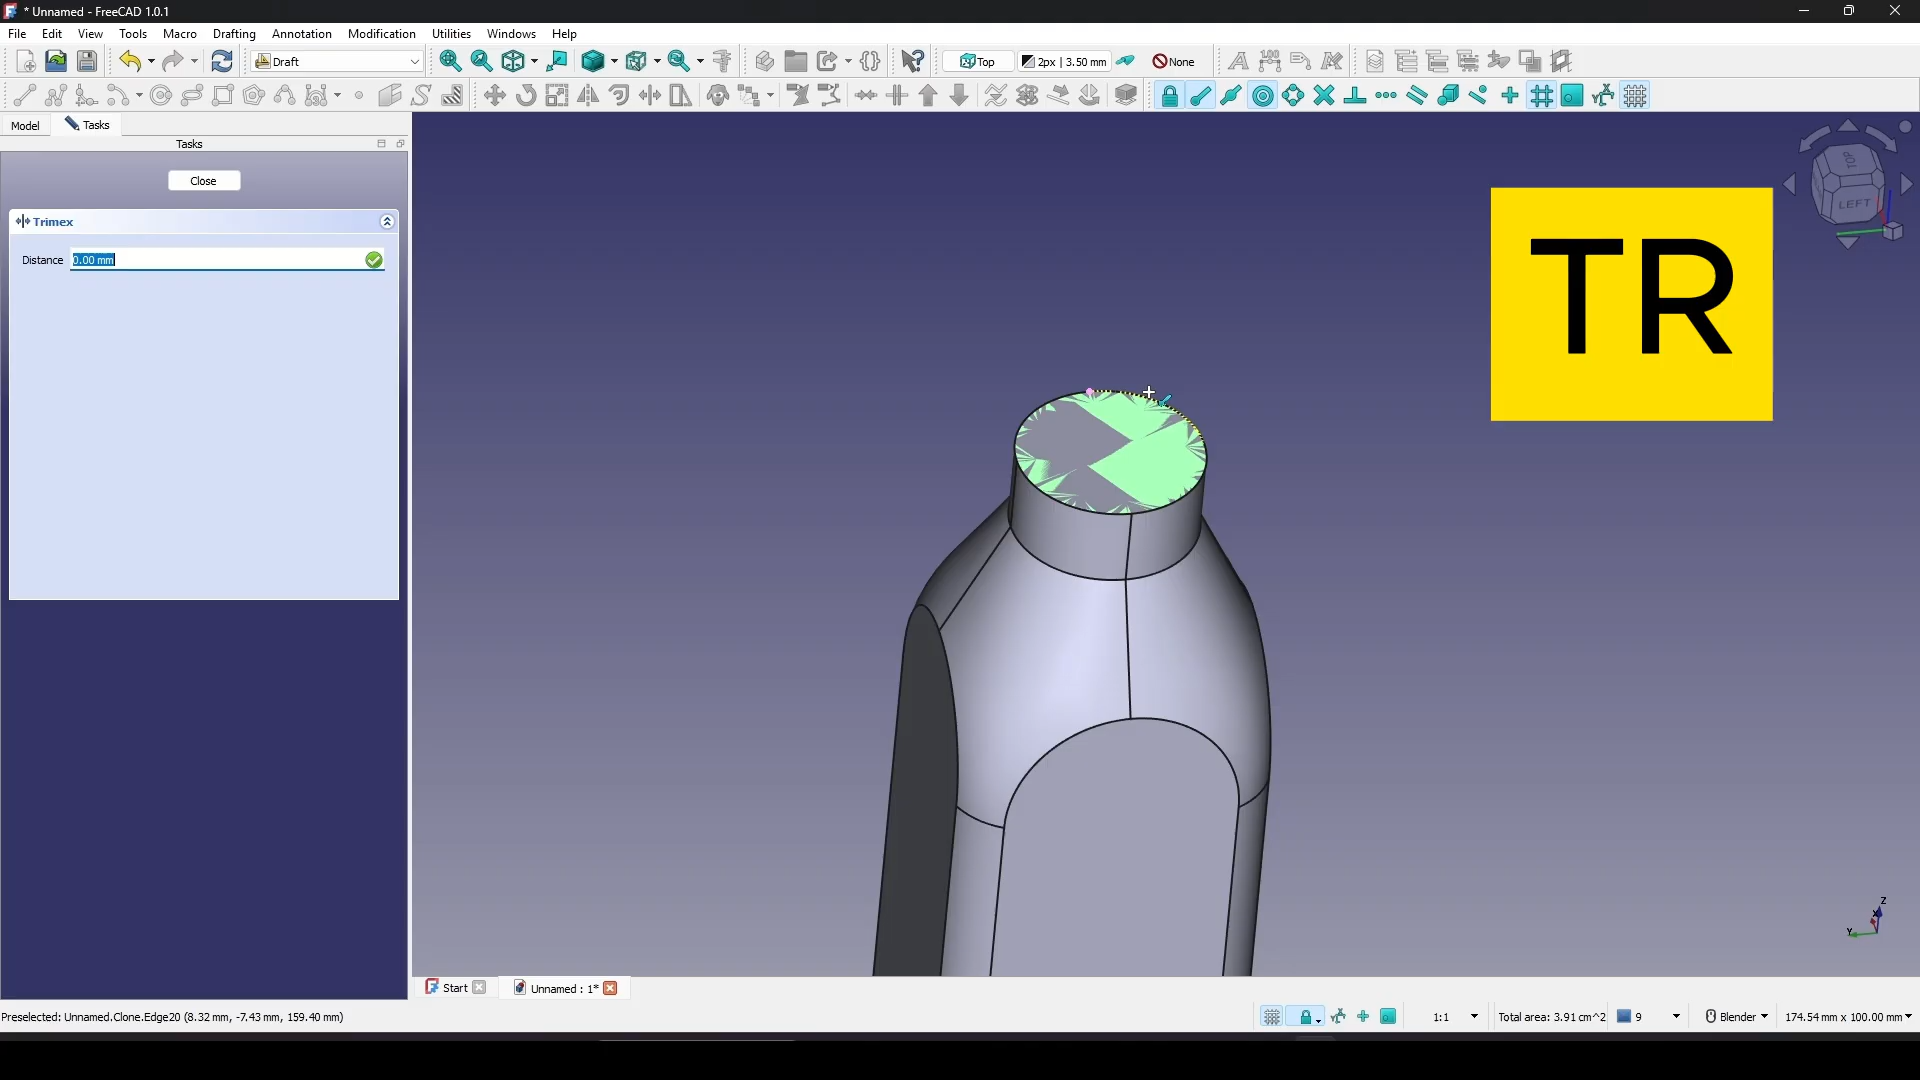 * Unnamed - FreeCAD 1.0.1
File Edit View Tools Macro Drafting Annotation Modification Utilities Windows Help
Draft
Top
2px | 3.50 mm
None
Model
Tasks
Tasks
Close
Trimex
Distance 0.00 mm
TR
TOP
LEFT
Z
X
Y
Start
Unnamed : 1*
Preselected: Unnamed.Clone.Edge20 (8.32 mm, -7.43 mm, 159.40 mm)
1:1
Total area: 3.91 cm^2
9
Blender
174.54 mm x 100.00 mm